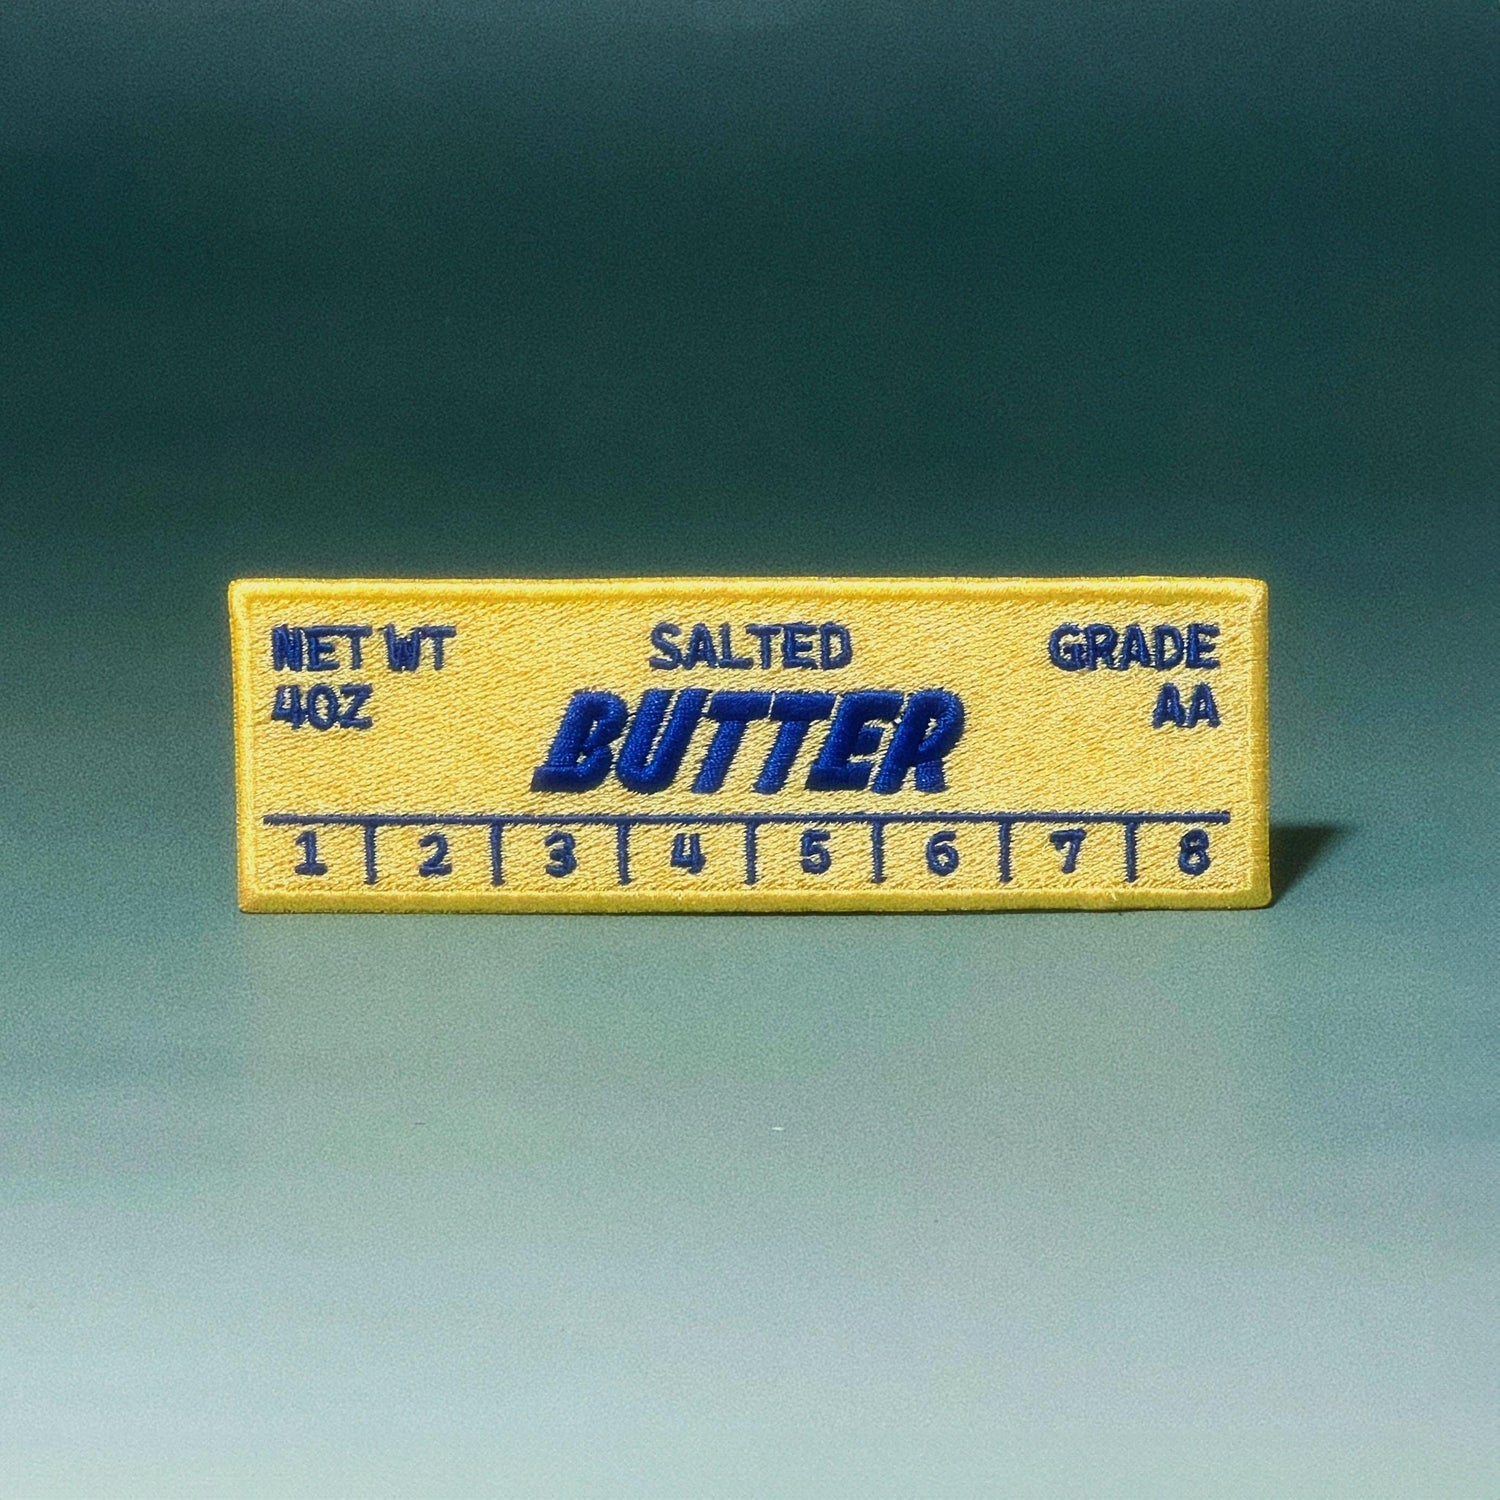 NET WT SALTED GRADE
4OZ BUTTER AA
1 2 3 4 5 6 7 8